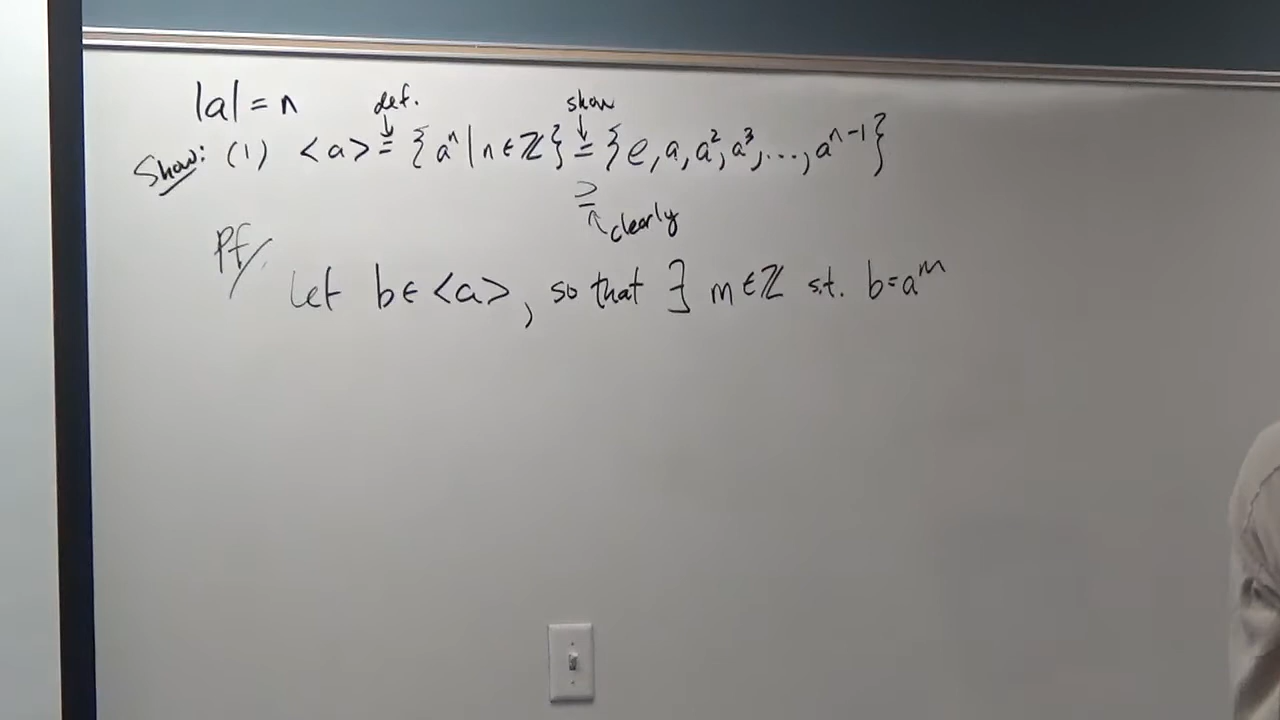 |a| = n
def. show
Show: (1) <a> = {aⁿ | n ∈ ℤ} = {e, a, a², a³, ..., aⁿ⁻¹}
⊇
clearly
Pf/
Let b ∈ <a>, so that ∃ m ∈ ℤ s.t. b = aᵐ